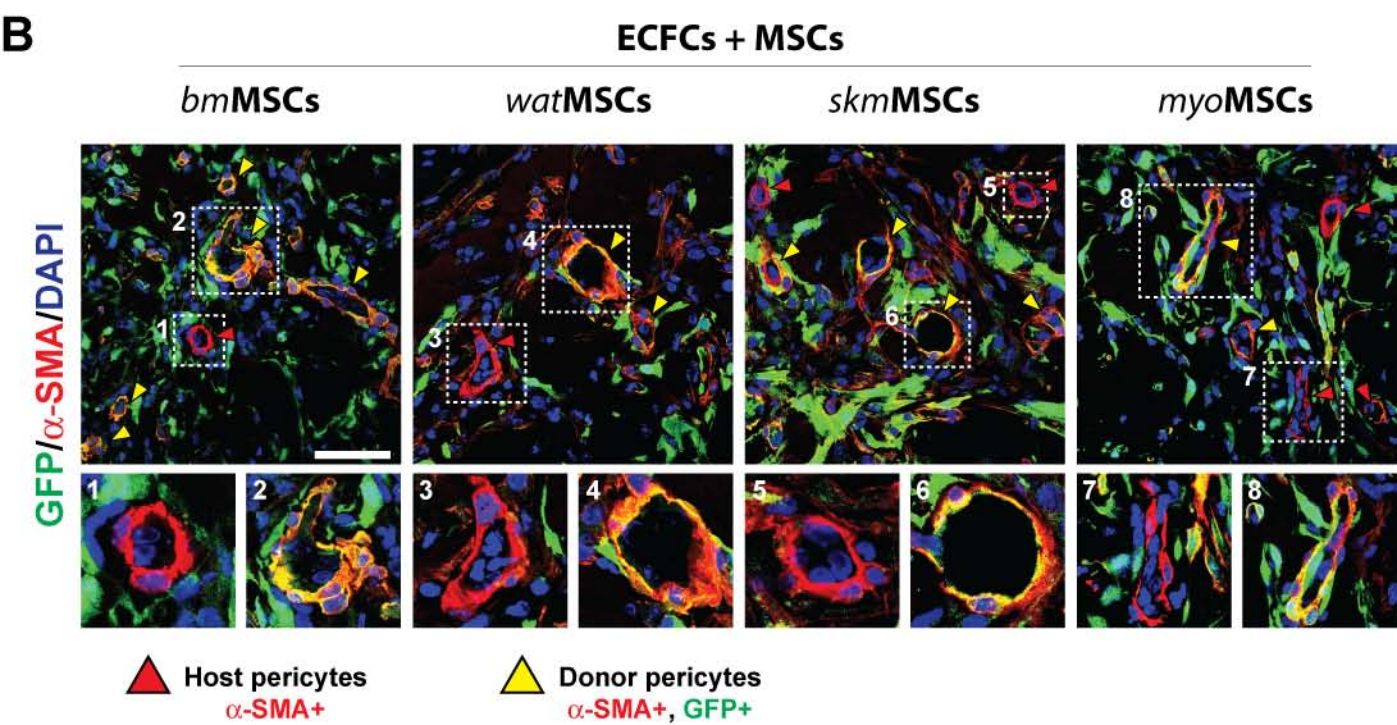 B
ECFCs + MSCs
bmMSCs watMSCs skmMSCs myoMSCs
GFP/α-SMA/DAPI
2
1
4
3
5
6
8
7
1 2 3 4 5 6 7 8
Host pericytes
α-SMA+
Donor pericytes
α-SMA+, GFP+